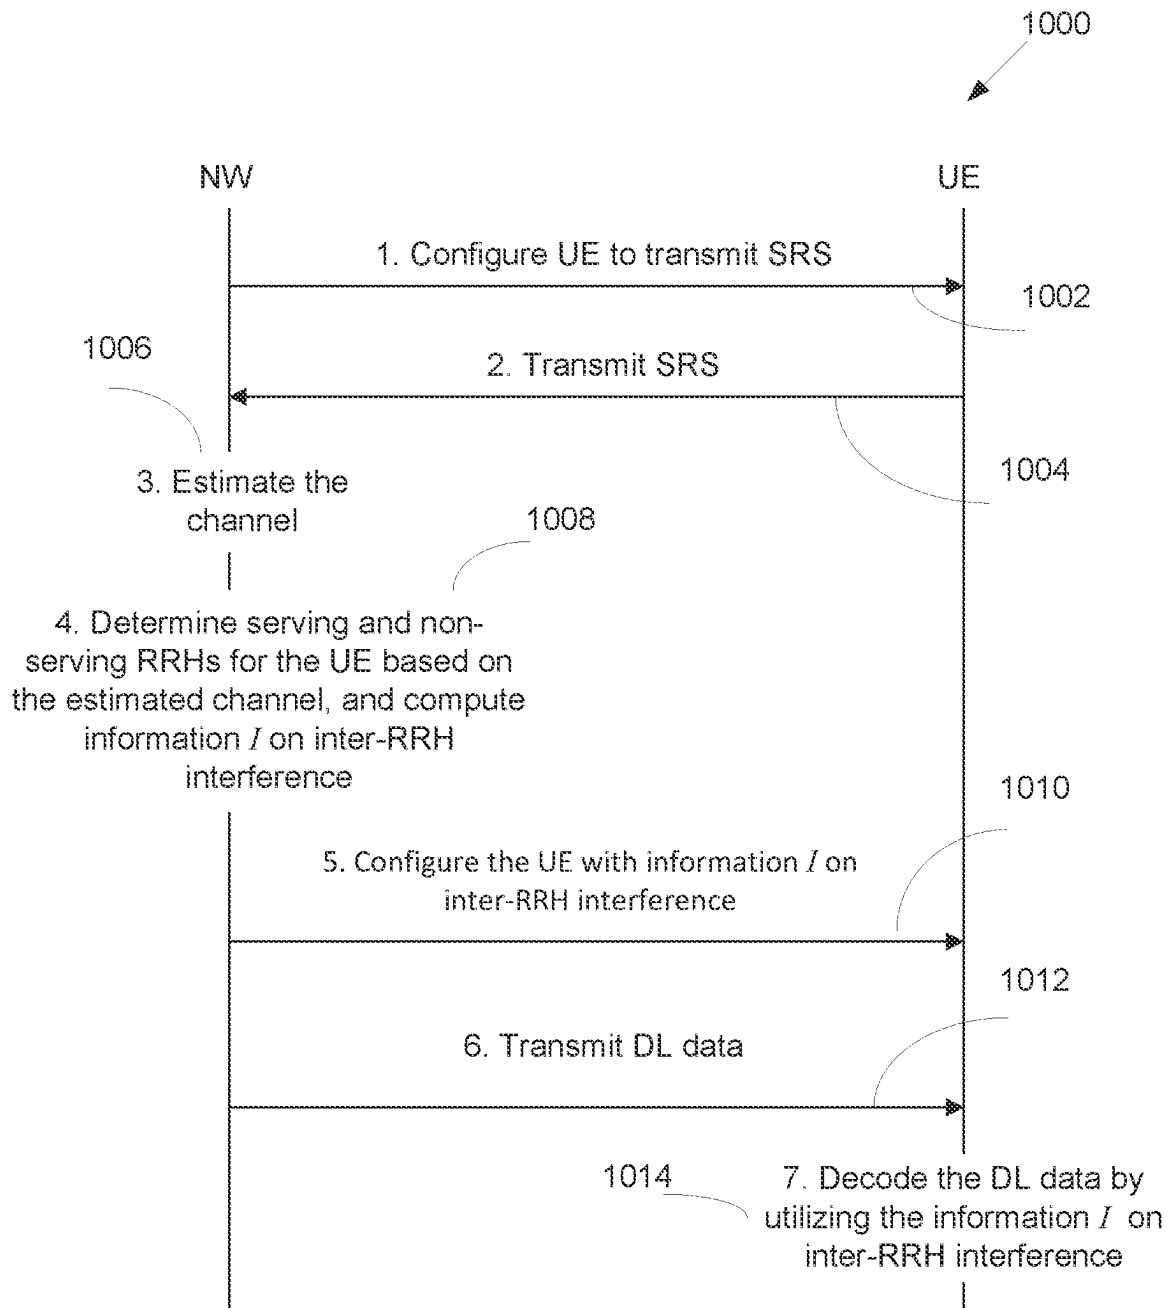 1000
NW
UE
1. Configure UE to transmit SRS
1002
1006
2. Transmit SRS
1004
3. Estimate the
channel
1008
4. Determine serving and non-
serving RRHs for the UE based on
the estimated channel, and compute
information I on inter-RRH
interference
1010
5. Configure the UE with information I on
inter-RRH interference
1012
6. Transmit DL data
1014
7. Decode the DL data by
utilizing the information I on
inter-RRH interference